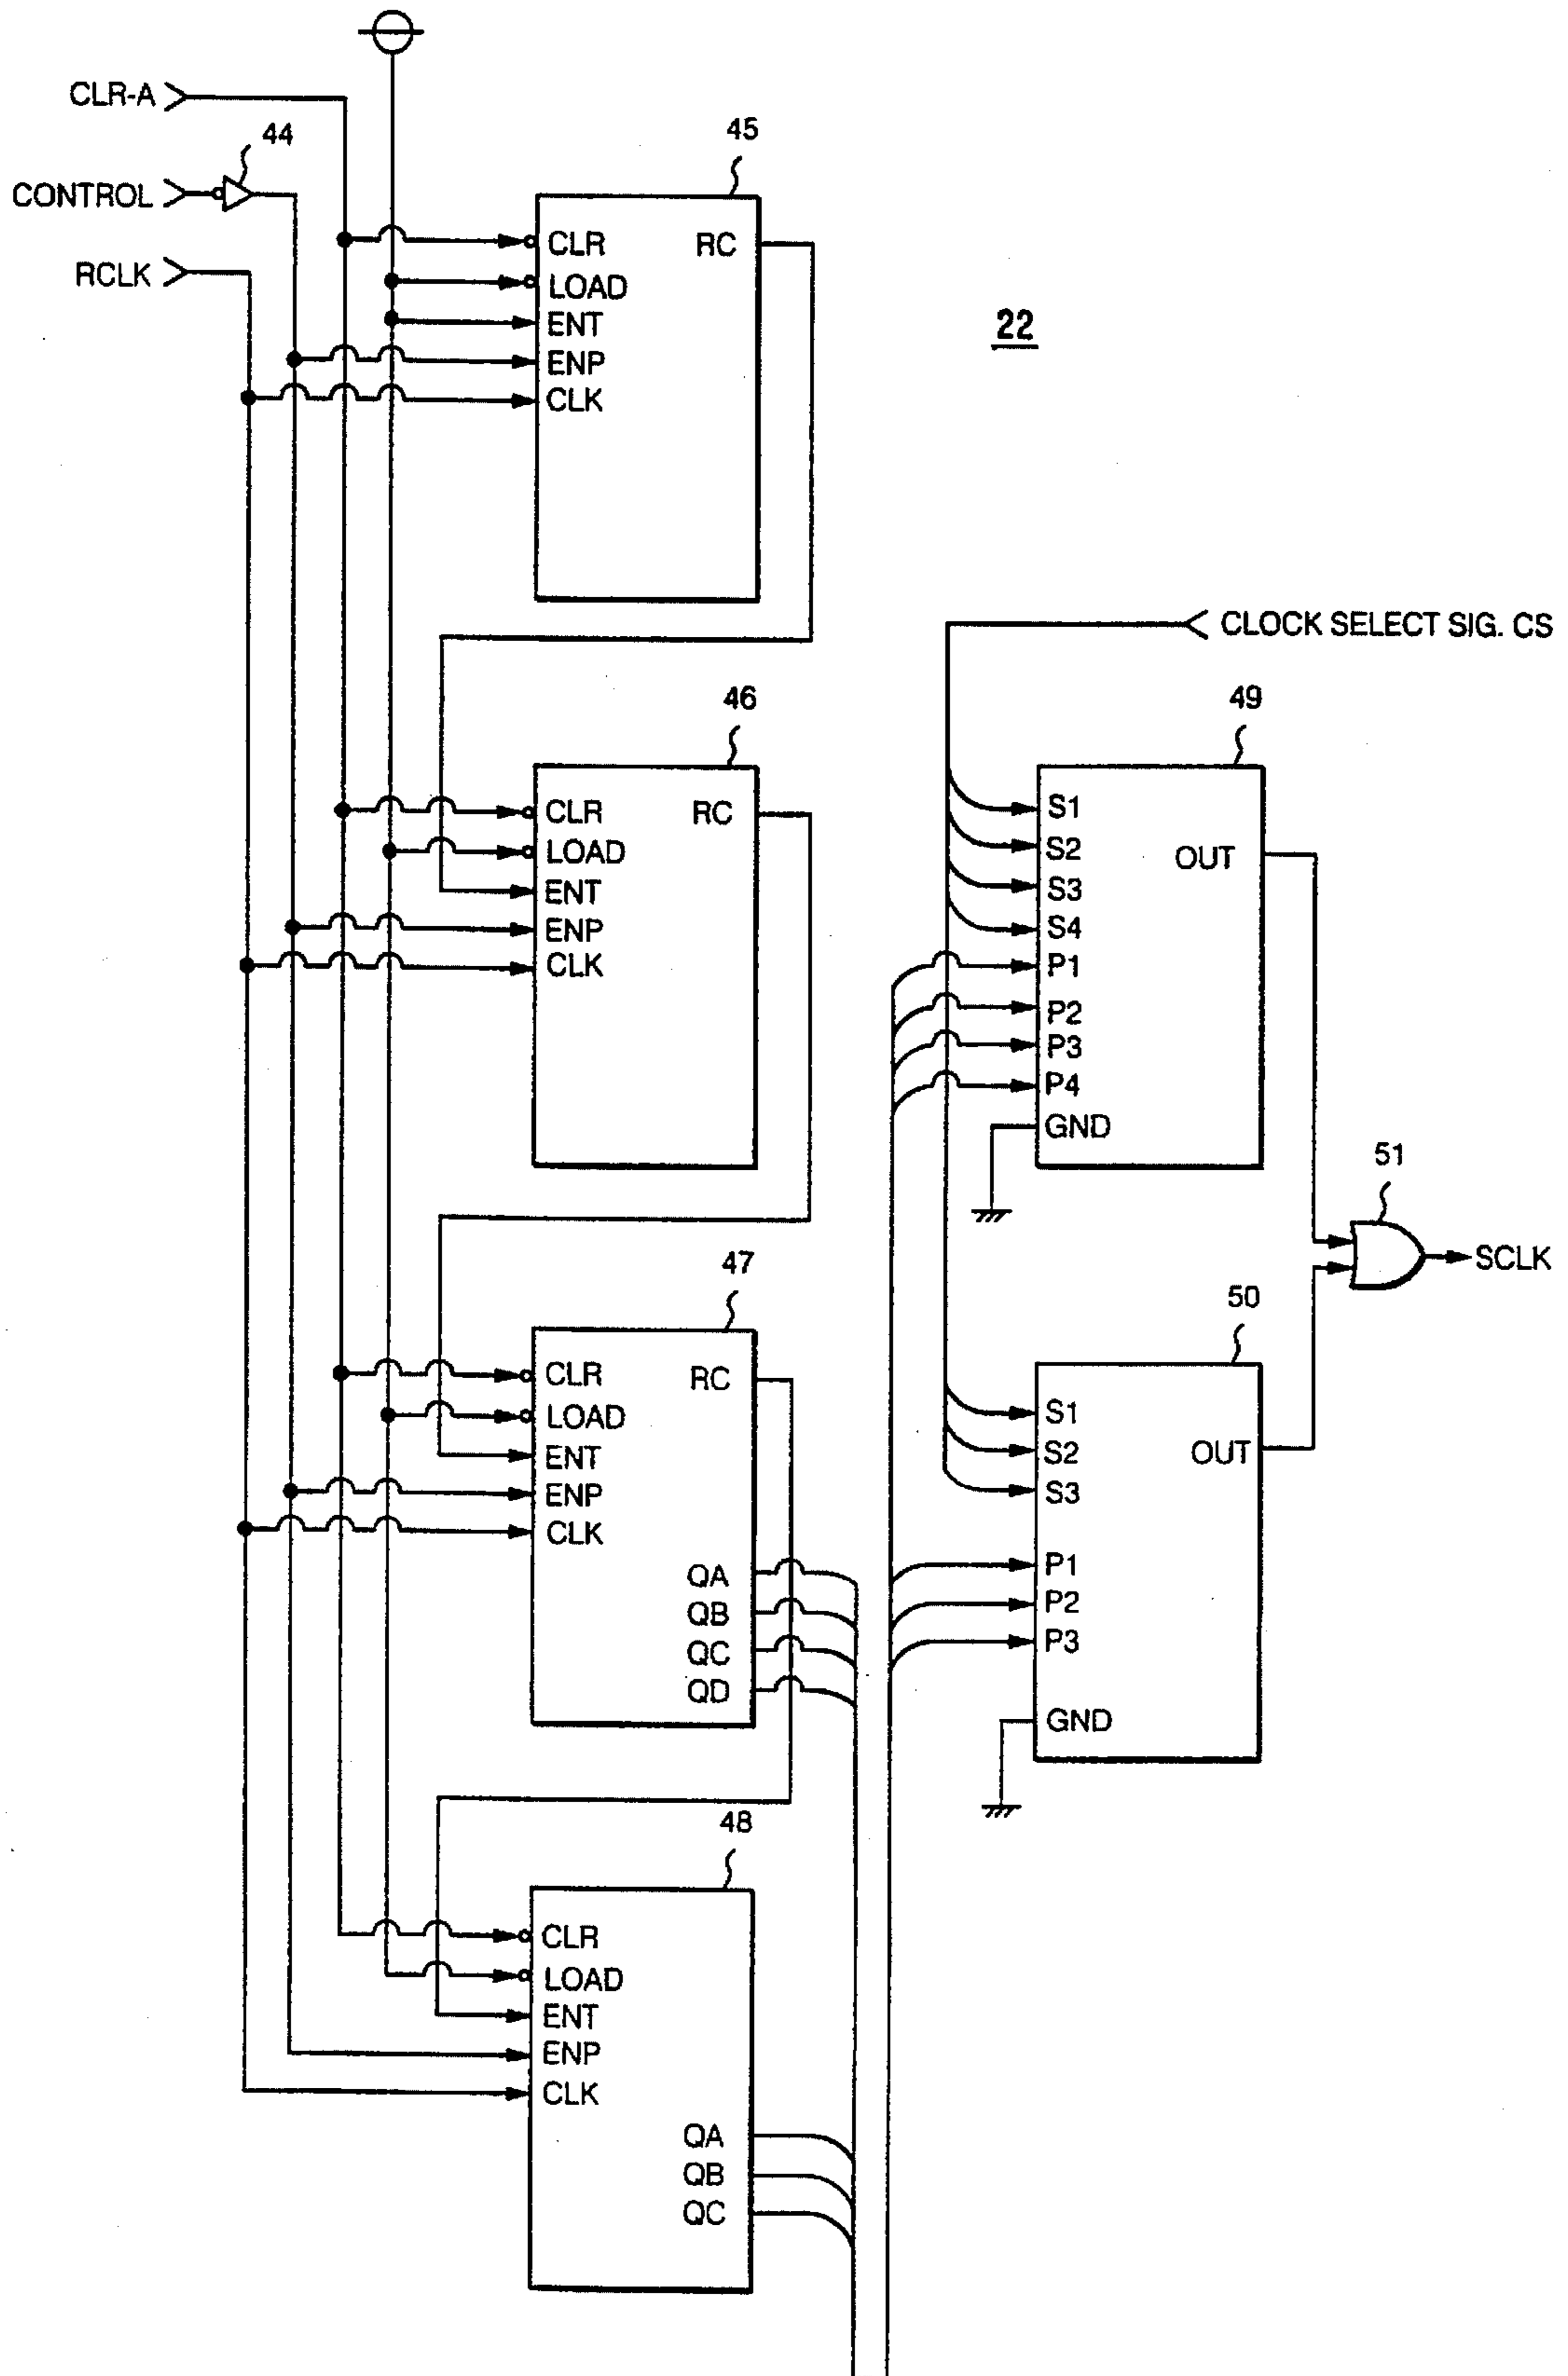 CLR-A
44
CONTROL
RCLK
45
CLR
RC
LOAD
ENT
ENP
CLK
22
CLOCK SELECT SIG. CS
46
CLR
RC
LOAD
ENT
ENP
CLK
49
S1
S2
OUT
S3
S4
P1
P2
P3
P4
GND
51
SCLK
47
CLR
RC
LOAD
ENT
ENP
CLK
QA
QB
QC
QD
50
S1
S2
OUT
S3
P1
P2
P3
GND
48
CLR
LOAD
ENT
ENP
CLK
QA
QB
QC